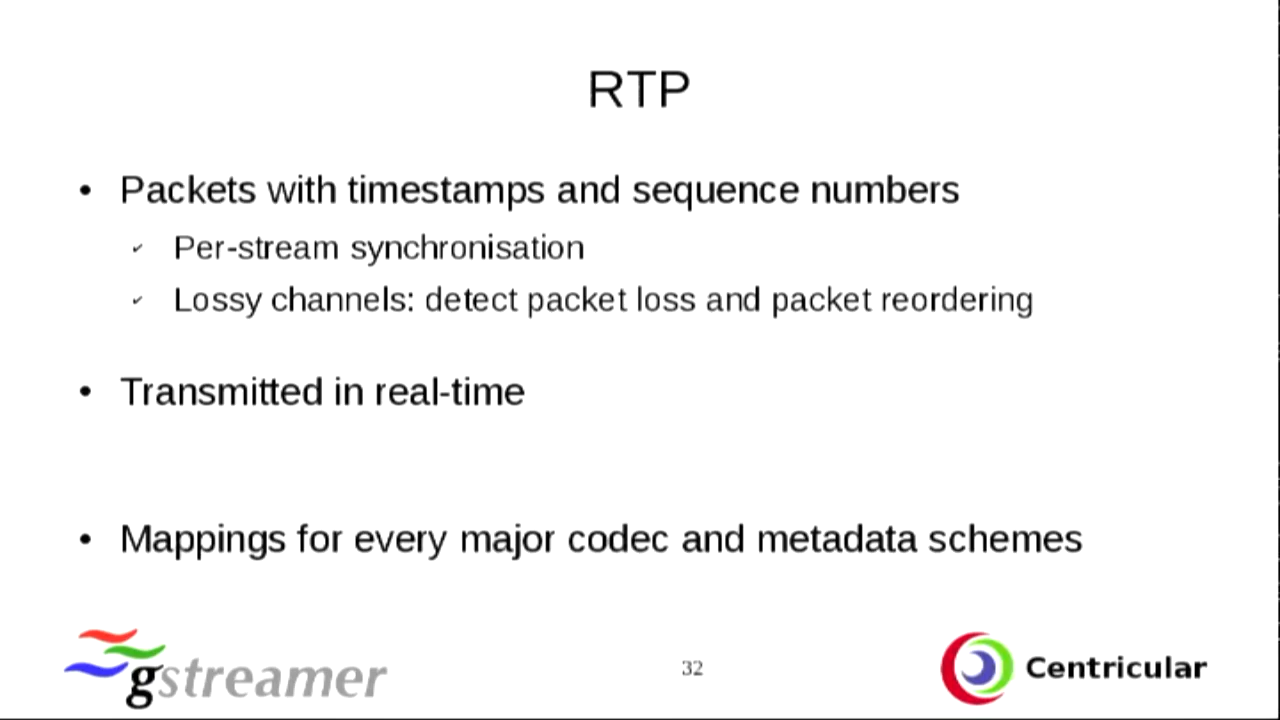 RTP
• Packets with timestamps and sequence numbers
✓ Per-stream synchronisation
✓ Lossy channels: detect packet loss and packet reordering
• Transmitted in real-time
• Mappings for every major codec and metadata schemes
gstreamer
32
Centricular